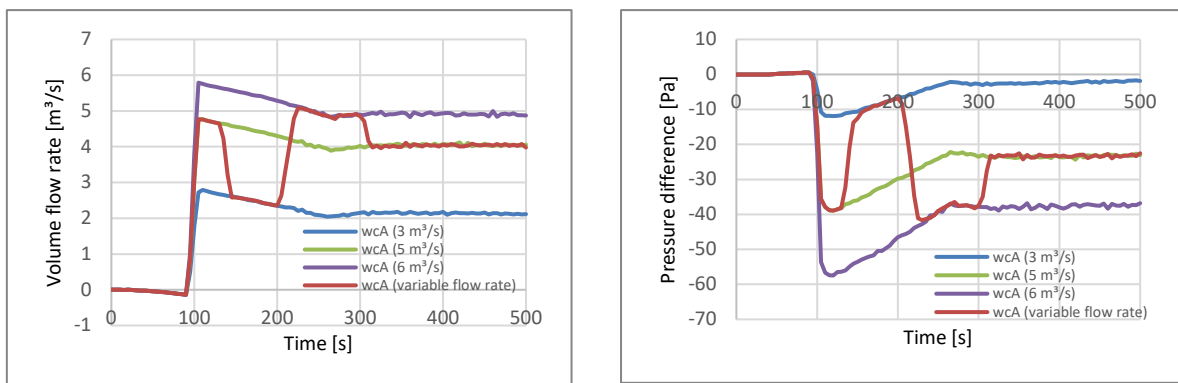 7
6
5
4
3
2
1
0
-1
0
100
200
300
400
500
Volume flow rate [m³/s]
Time [s]
wcA (3 m³/s)
wcA (5 m³/s)
wcA (6 m³/s)
wcA (variable flow rate)
10
0
-10
-20
-30
-40
-50
-60
-70
0
100
200
300
400
500
Pressure difference [Pa]
Time [s]
wcA (3 m³/s)
wcA (5 m³/s)
wcA (6 m³/s)
wcA (variable flow rate)